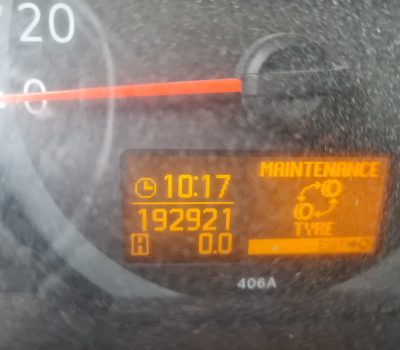 20
0
MAINTENANCE
10:17
192921
TYRE
A 0.0
406A